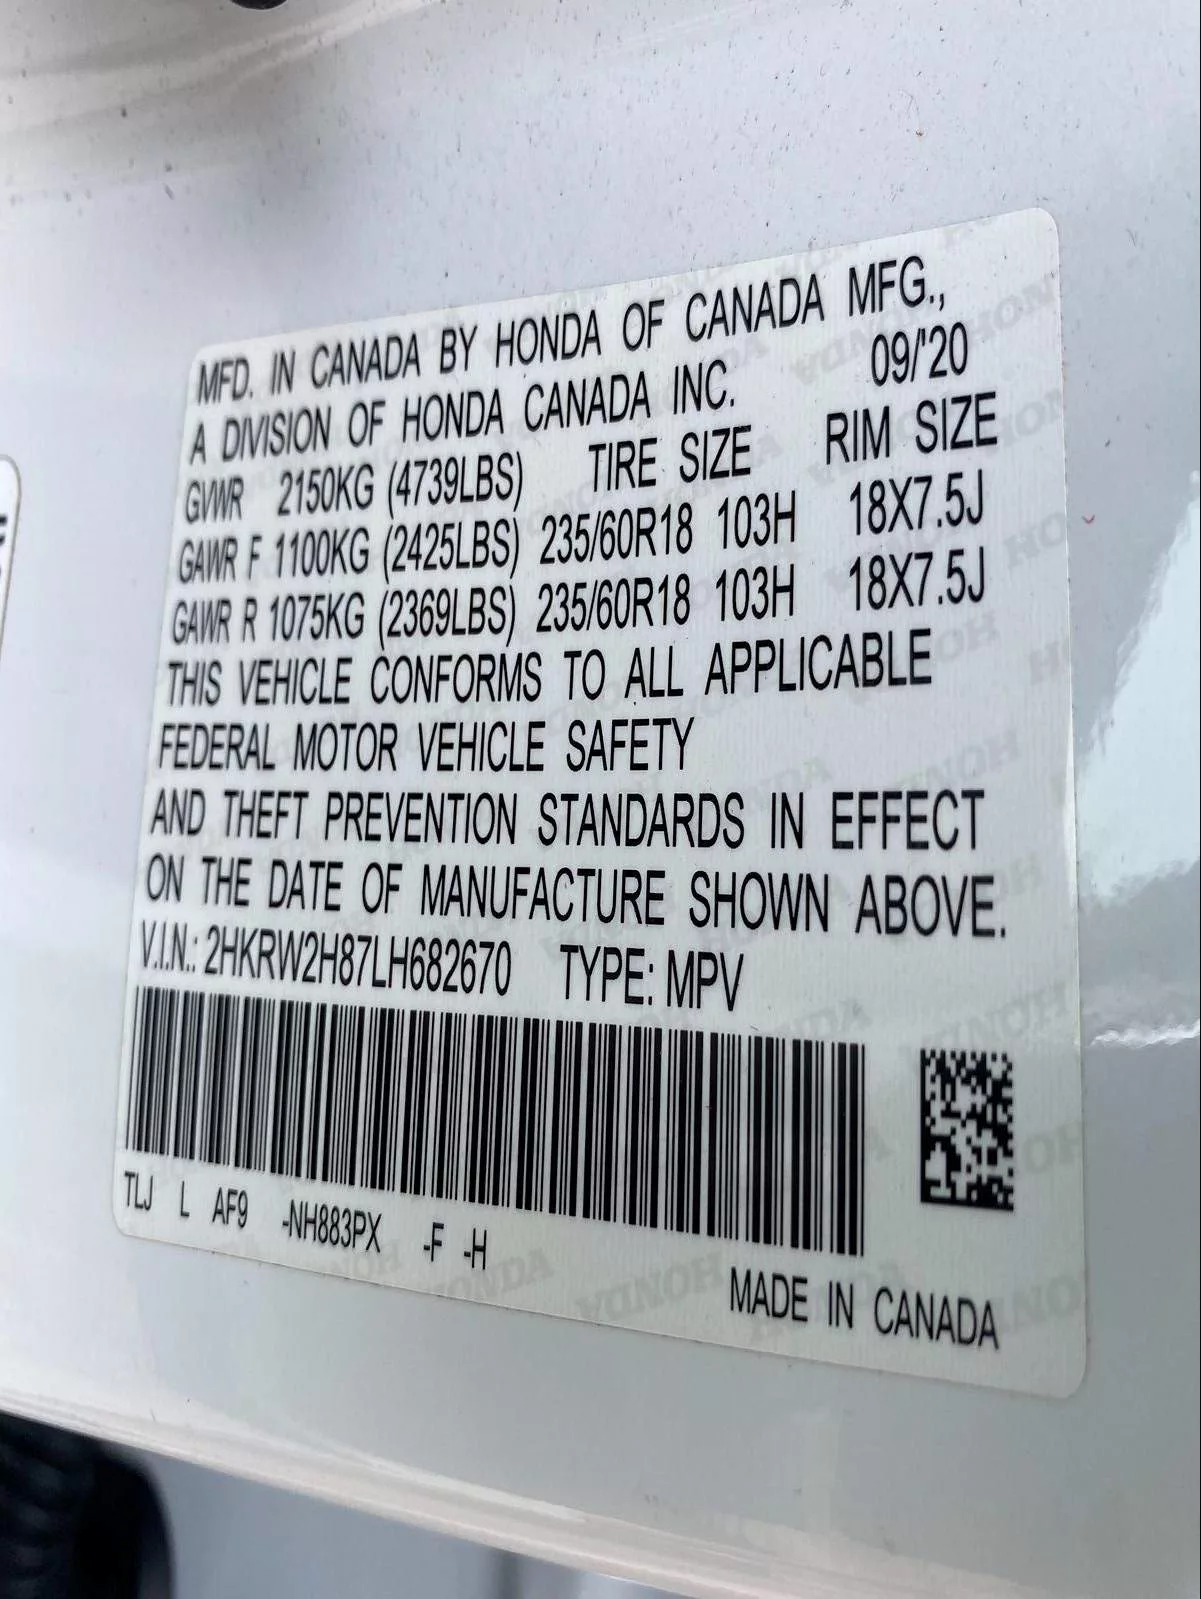 MFD. IN CANADA BY HONDA OF CANADA MFG.,
A DIVISION OF HONDA CANADA INC. 09/'20
GVWR 2150KG (4739LBS) TIRE SIZE RIM SIZE
GAWR F 1100KG (2425LBS) 235/60R18 103H 18X7.5J
GAWR R 1075KG (2369LBS) 235/60R18 103H 18X7.5J
THIS VEHICLE CONFORMS TO ALL APPLICABLE
FEDERAL MOTOR VEHICLE SAFETY
AND THEFT PREVENTION STANDARDS IN EFFECT
ON THE DATE OF MANUFACTURE SHOWN ABOVE.
V.I.N.: 2HKRW2H87LH682670 TYPE: MPV
TLJ L AF9 -NH883PX -F -H
MADE IN CANADA